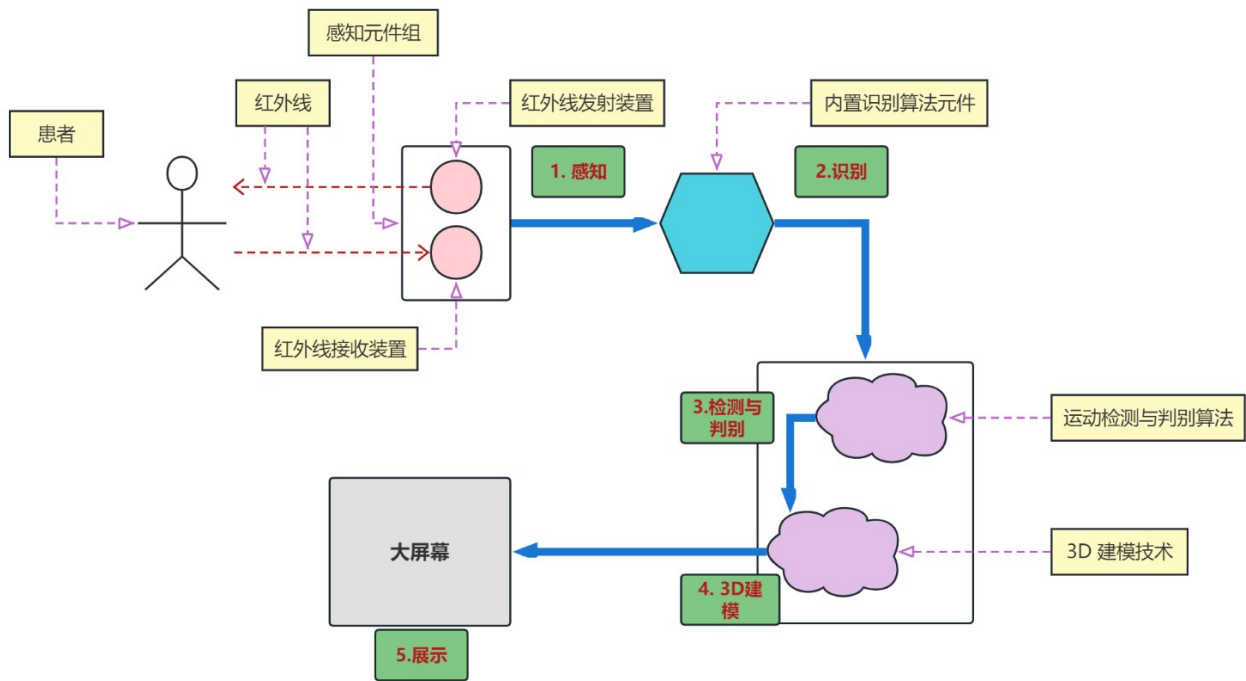 感知元件组
红外线
红外线发射装置
内置识别算法元件
患者
1. 感知
2.识别
红外线接收装置
3.检测与
判别
运动检测与判别算法
大屏幕
3D 建模技术
4. 3D建
模
5.展示